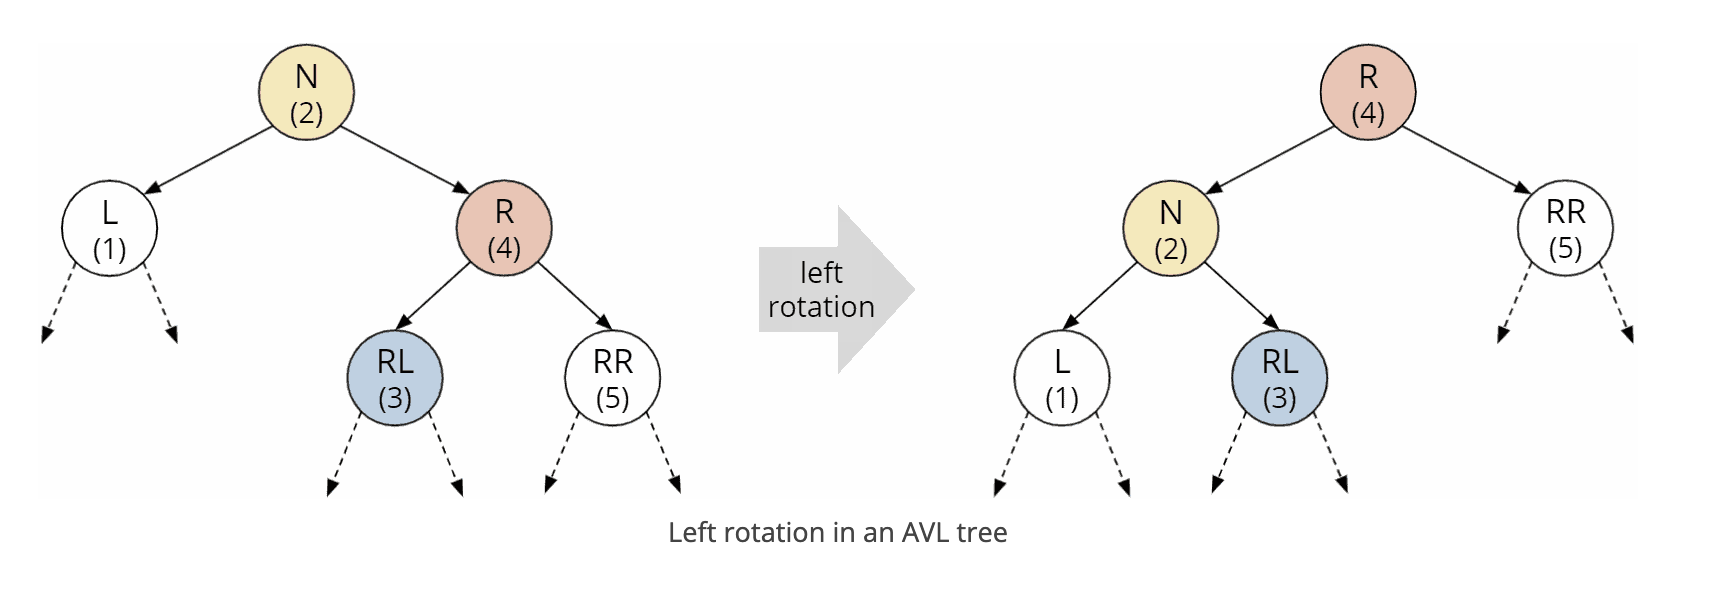 N
(2)
L
(1)
R
(4)
RL
(3)
RR
(5)
left
rotation
R
(4)
N
(2)
RR
(5)
L
(1)
RL
(3)
Left rotation in an AVL tree